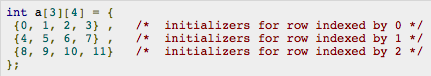 int a[3][4] = {
{0, 1, 2, 3} , /* initializers for row indexed by 0 */
{4, 5, 6, 7} , /* initializers for row indexed by 1 */
{8, 9, 10, 11} /* initializers for row indexed by 2 */
};